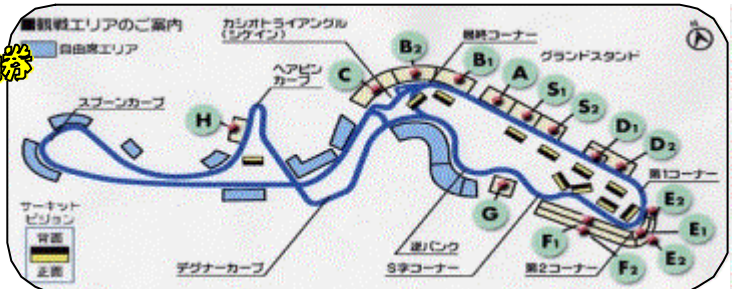 ■観戦エリアのご案内
自由席エリア
カシオトライアングル
(シケイン)
最終コーナー
グランドスタンド
ヘアピン
カーブ
スプーンカーブ
C
B2
B1
A
S1
S2
D1
D2
H
G
第1コーナー
E2
E1
E2
F1
F2
サーキット
ビジョン
背面
正面
デグナーカーブ
逆バンク
S字コーナー
第2コーナー